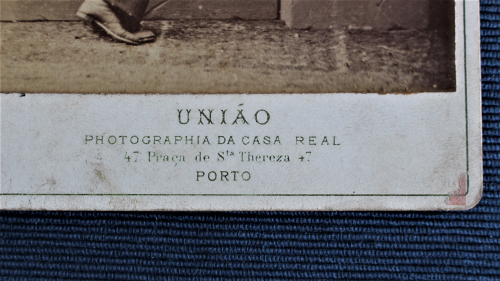 UNIÃO
PHOTOGRAPHIA DA CASA REAL
47 Praça de Sta Thereza 47
PORTO